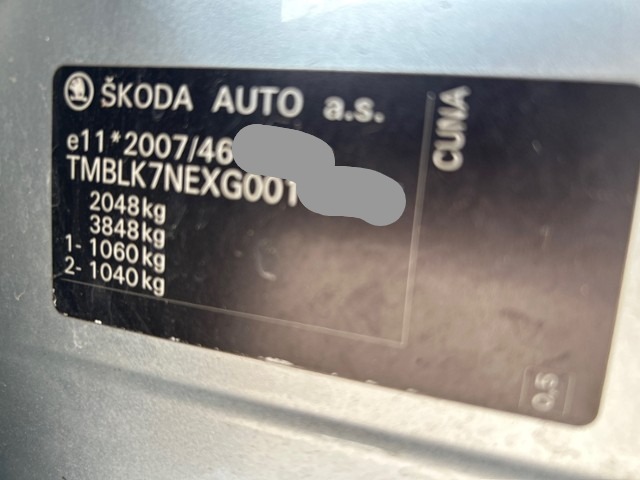 ŠKODA AUTO a.s.
e11*2007/46
TMBLK7NEXG001
2048kg
3848kg
1- 1060kg
2- 1040kg
CUNA
0,5